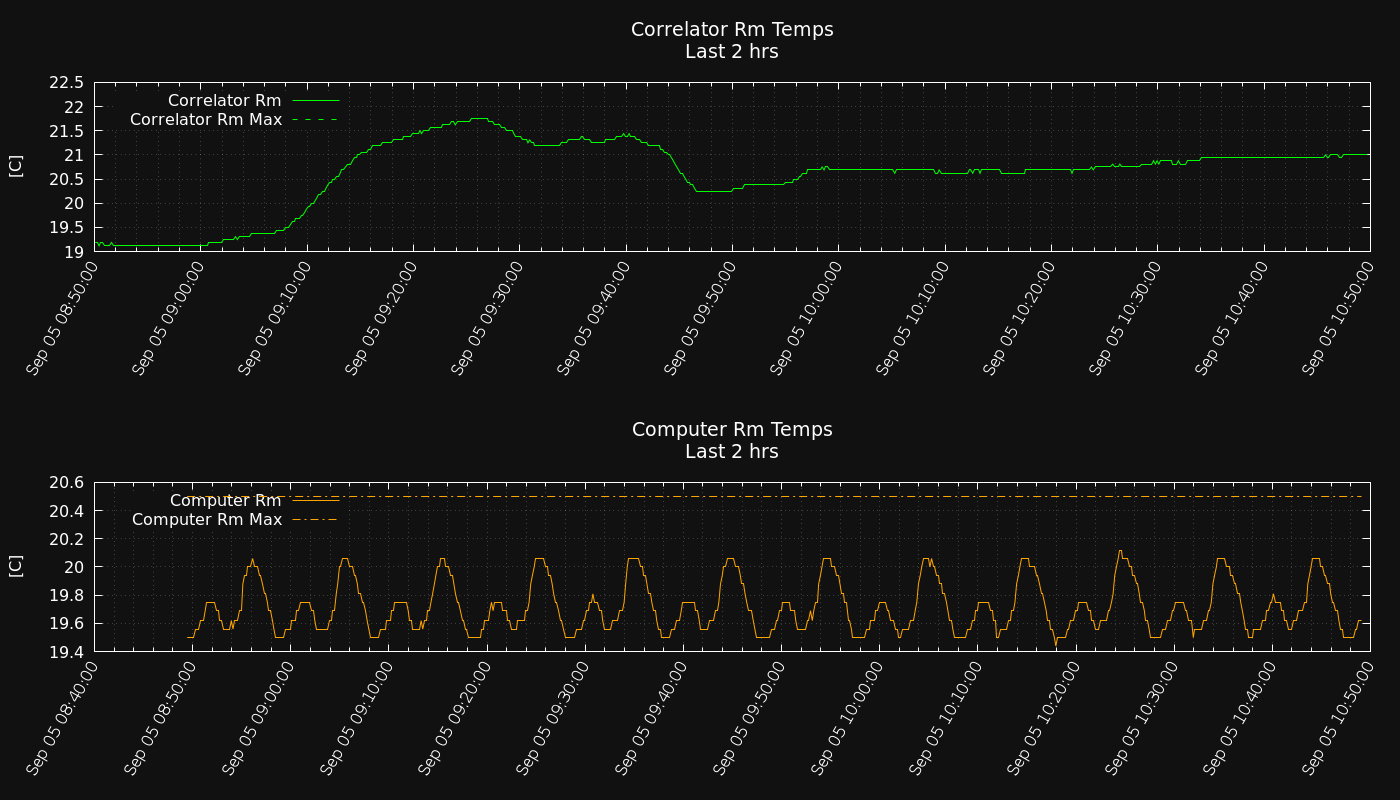 Correlator Rm Temps
Last 2 hrs
22.5
22
21.5
21
20.5
20
19.5
19
[C]
Correlator Rm
Correlator Rm Max
Sep 05 08:50:00
Sep 05 09:00:00
Sep 05 09:10:00
Sep 05 09:20:00
Sep 05 09:30:00
Sep 05 09:40:00
Sep 05 09:50:00
Sep 05 10:00:00
Sep 05 10:10:00
Sep 05 10:20:00
Sep 05 10:30:00
Sep 05 10:40:00
Sep 05 10:50:00
Computer Rm Temps
Last 2 hrs
20.6
20.4
20.2
20
19.8
19.6
19.4
[C]
Computer Rm
Computer Rm Max
Sep 05 08:40:00
Sep 05 08:50:00
Sep 05 09:00:00
Sep 05 09:10:00
Sep 05 09:20:00
Sep 05 09:30:00
Sep 05 09:40:00
Sep 05 09:50:00
Sep 05 10:00:00
Sep 05 10:10:00
Sep 05 10:20:00
Sep 05 10:30:00
Sep 05 10:40:00
Sep 05 10:50:00